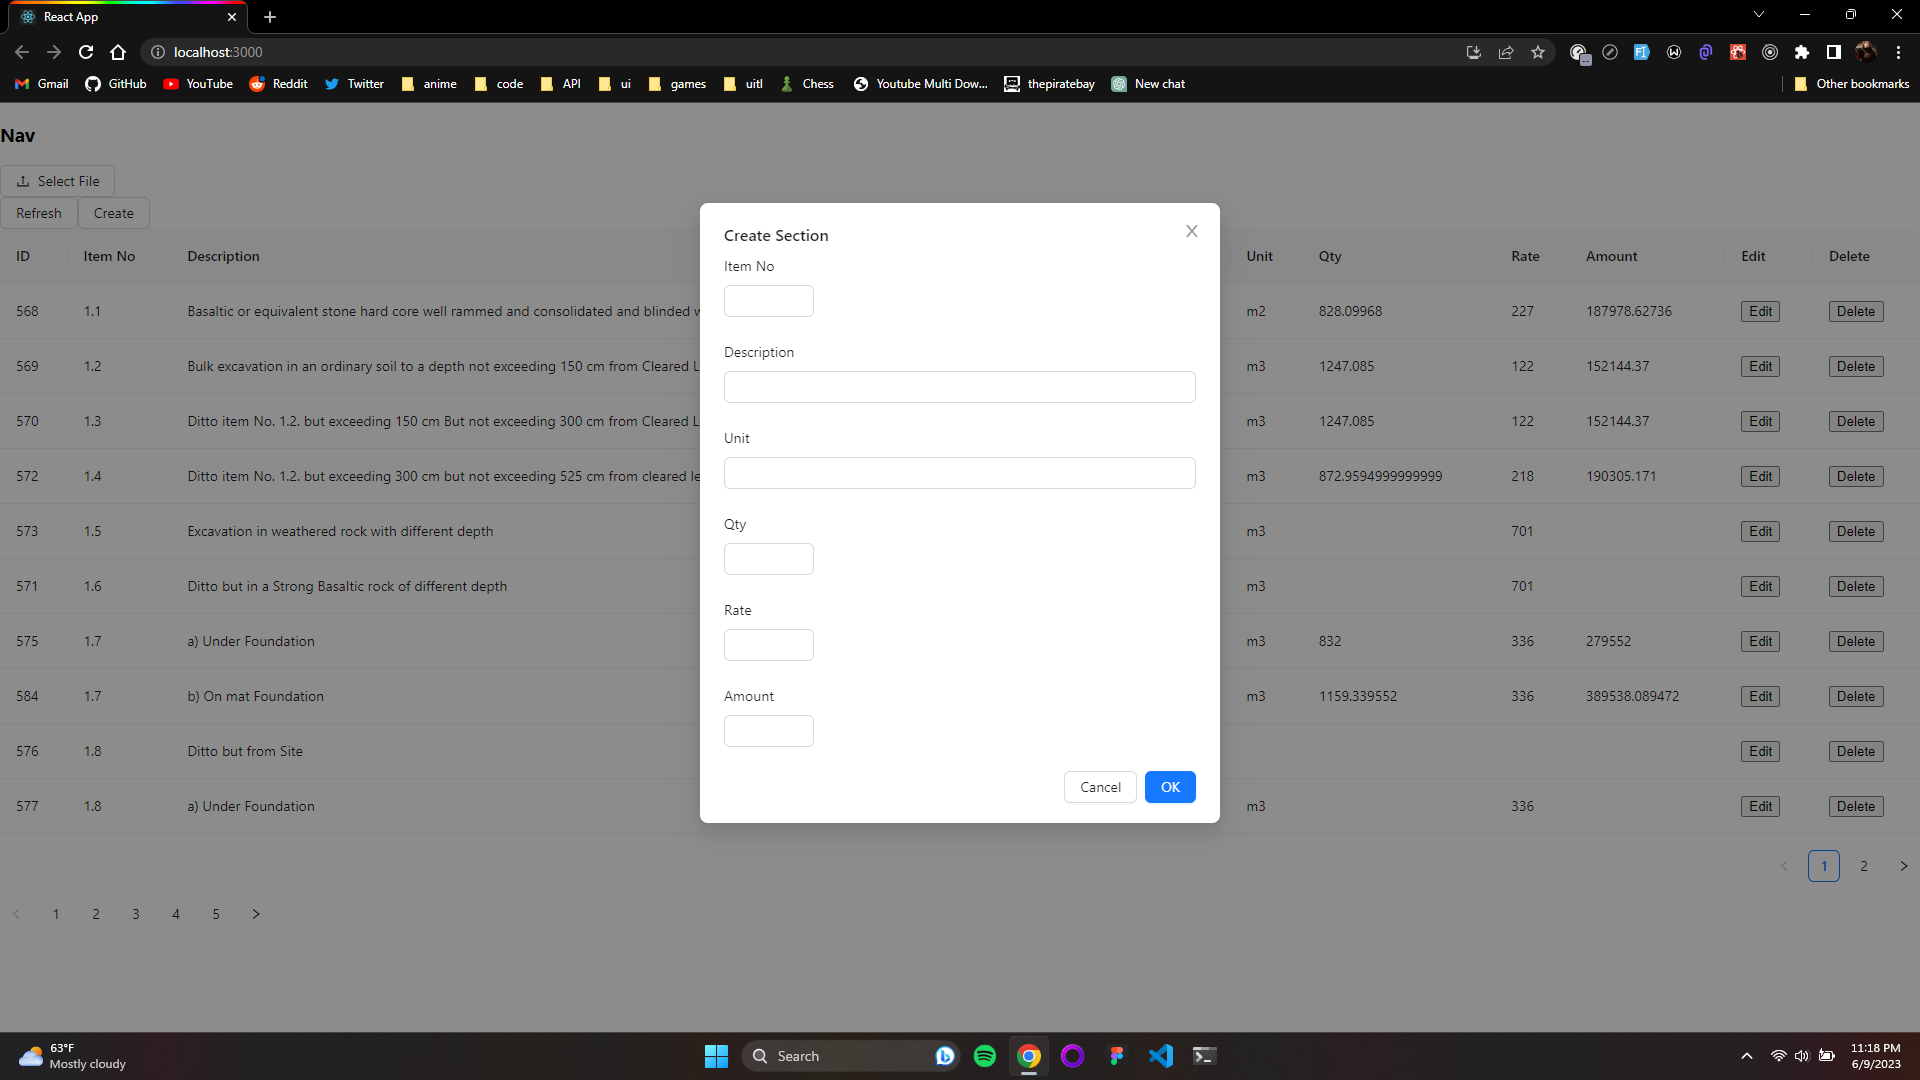 React App
localhost:3000
Gmail GitHub YouTube Reddit Twitter anime code API ui games uitl Chess Youtube Multi Dow... thepiratebay New chat Other bookmarks
Nav
Select File
Refresh Create
ID Item No Description Unit Qty Rate Amount Edit Delete
568 1.1 Basaltic or equivalent stone hard core well rammed and consolidated and blinded m2 828.09968 227 187978.62736 Edit Delete
569 1.2 Bulk excavation in an ordinary soil to a depth not exceeding 150 cm from Cleared L m3 1247.085 122 152144.37 Edit Delete
570 1.3 Ditto item No. 1.2. but exceeding 150 cm But not exceeding 300 cm from Cleared L m3 1247.085 122 152144.37 Edit Delete
572 1.4 Ditto item No. 1.2. but exceeding 300 cm but not exceeding 525 cm from cleared le m3 872.9594999999999 218 190305.171 Edit Delete
573 1.5 Excavation in weathered rock with different depth m3 701 Edit Delete
571 1.6 Ditto but in a Strong Basaltic rock of different depth m3 701 Edit Delete
575 1.7 a) Under Foundation m3 832 336 279552 Edit Delete
584 1.7 b) On mat Foundation m3 1159.339552 336 389538.089472 Edit Delete
576 1.8 Ditto but from Site Edit Delete
577 1.8 a) Under Foundation m3 336 Edit Delete
1 2
1 2 3 4 5
Create Section
Item No
Description
Unit
Qty
Rate
Amount
Cancel OK
63°F
Mostly cloudy
Search
11:18 PM
6/9/2023